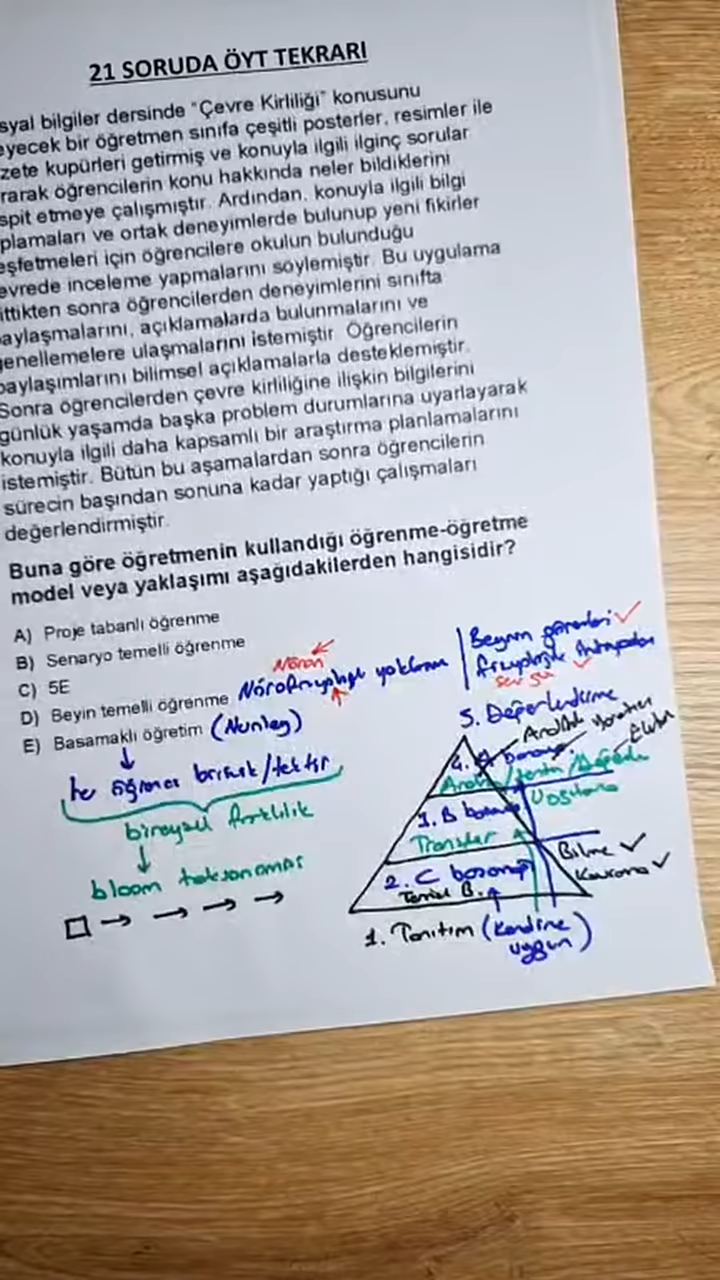 21 SORUDA ÖYT TEKRARI
syal bilgiler dersinde "Çevre Kirliliği" konusunu
eyecek bir öğretmen sınıfa çeşitli posterler, resimler ile
zete kupürleri getirmiş ve konuyla ilgili ilginç sorular
rarak öğrencilerin konu hakkında neler bildiklerini
spit etmeye çalışmıştır. Ardından, konuyla ilgili bilgi
plamaları ve ortak deneyimlerde bulunup yeni fikirler
eşfetmeleri için öğrencilere okulun bulunduğu
evrede inceleme yapmalarını söylemiştir. Bu uygulama
ittikten sonra öğrencilerden deneyimlerini sınıfta
aylaşmalarını, açıklamalarda bulunmalarını ve
genellemelere ulaşmalarını istemiştir. Öğrencilerin
paylaşımlarını bilimsel açıklamalarla desteklemiştir.
Sonra öğrencilerden çevre kirliliğine ilişkin bilgilerini
günlük yaşamda başka problem durumlarına uyarlayarak
konuyla ilgili daha kapsamlı bir araştırma planlamalarını
istemiştir. Bütün bu aşamalardan sonra öğrencilerin
sürecin başından sonuna kadar yaptığı çalışmaları
değerlendirmiştir.
Buna göre öğretmenin kullandığı öğrenme-öğretme
model veya yaklaşımı aşağıdakilerden hangisidir?
A) Proje tabanlı öğrenme
B) Senaryo temelli öğrenme
C) 5E
D) Beyin temelli öğrenme
E) Basamaklı öğretim (Nunley)
Nöron
yaklaşım
Beynin görevleri
5. Değerlendirme
3. B basamağı
Transfer
2. C basamağı
Temel B.
1. Tanıtım (Kendine
uygun)
Bilme
Kavrama
her öğrenci
bireysel farklılık
bloom taksonomisi